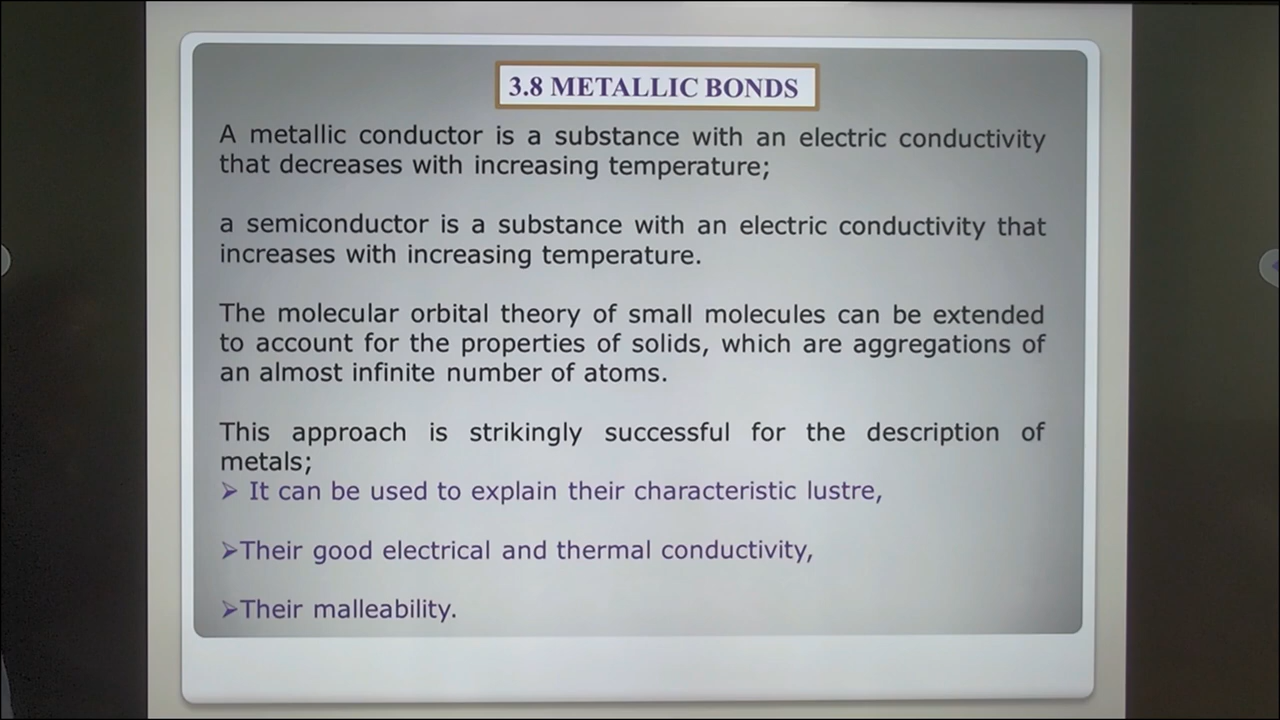 3.8 METALLIC BONDS
A metallic conductor is a substance with an electric conductivity
that decreases with increasing temperature;
a semiconductor is a substance with an electric conductivity that
increases with increasing temperature.
The molecular orbital theory of small molecules can be extended
to account for the properties of solids, which are aggregations of
an almost infinite number of atoms.
This approach is strikingly successful for the description of
metals;
➢ It can be used to explain their characteristic lustre,
➢Their good electrical and thermal conductivity,
➢Their malleability.